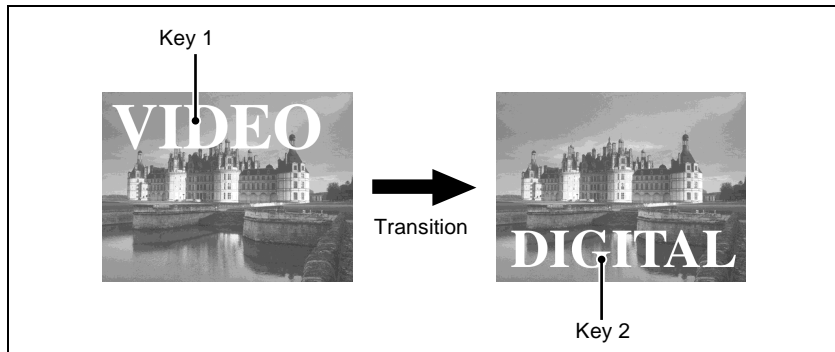 Key 1
VIDEO
Transition
DIGITAL
Key 2